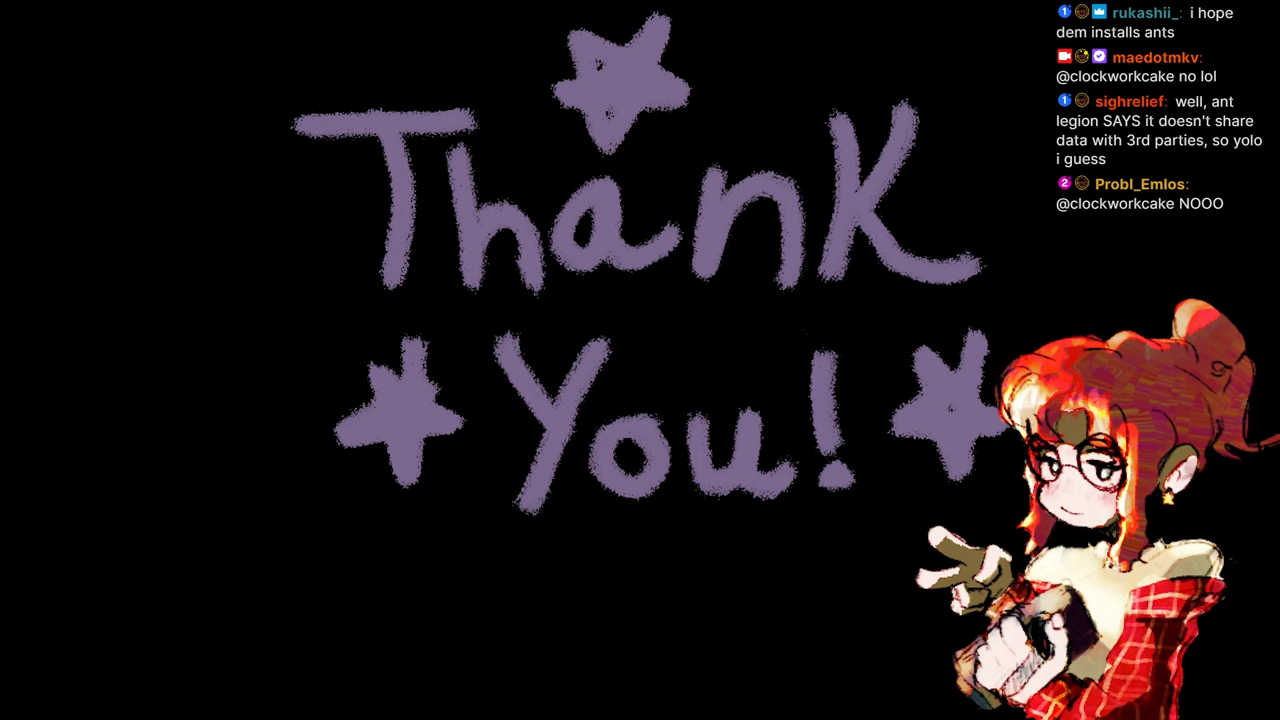 Thank
You!
rukashii_: i hope
dem installs ants
maedotmkv:
@clockworkcake no lol
sighrelief: well, ant
legion SAYS it doesn't share
data with 3rd parties, so yolo
i guess
Probl_Emlos:
@clockworkcake NOOO